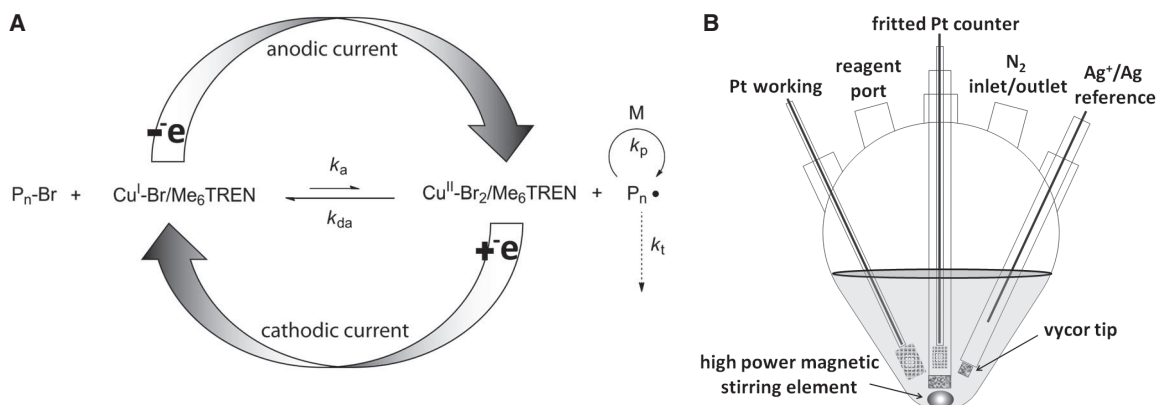 A
anodic current
-⁻e
M
kp
ka
Pn-Br + CuI-Br/Me6TREN CuII-Br2/Me6TREN + Pn •
kda
+⁻e
kt
cathodic current
B
fritted Pt counter
Pt working
reagent
port
N2
inlet/outlet
Ag+/Ag
reference
vycor tip
high power magnetic
stirring element